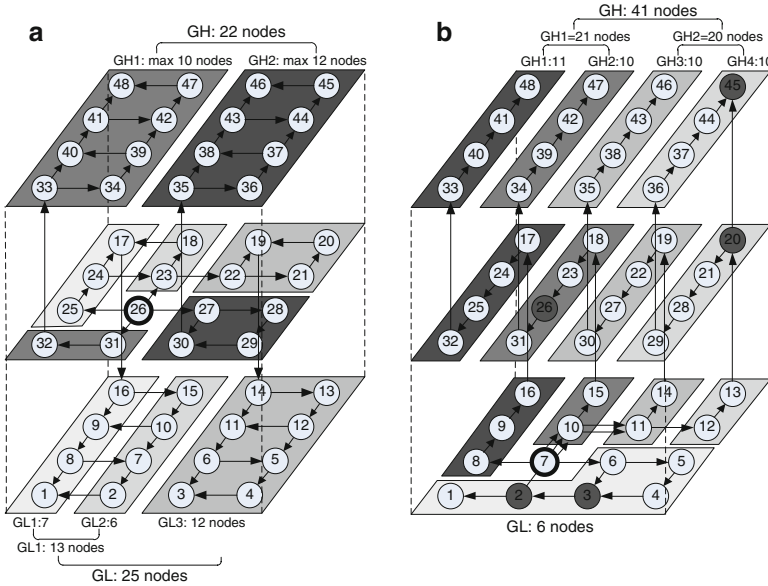 GH: 22 nodes
a
GH1: max 10 nodes GH2: max 12 nodes
48 47 46 45
41 42 43 44
40 39 38 37
33 34 35 36
17 18 19 20
24 23 22 21
25 26 27 28
32 31 30 29
16 15 14 13
9 10 11 12
8 7 6 5
1 2 3 4
GL1:7 GL2:6 GL3: 12 nodes
GL1: 13 nodes
GL: 25 nodes
GH: 41 nodes
b
GH1=21 nodes GH2=20 nodes
GH1:11 GH2:10 GH3:10 GH4:10
48 47 46 45
41 42 43 44
40 39 38 37
33 34 35 36
17 18 19 20
24 23 22 21
25 26 27 28
32 31 30 29
16 15 14 13
9 10 11 12
8 7 6 5
1 2 3 4
GL: 6 nodes